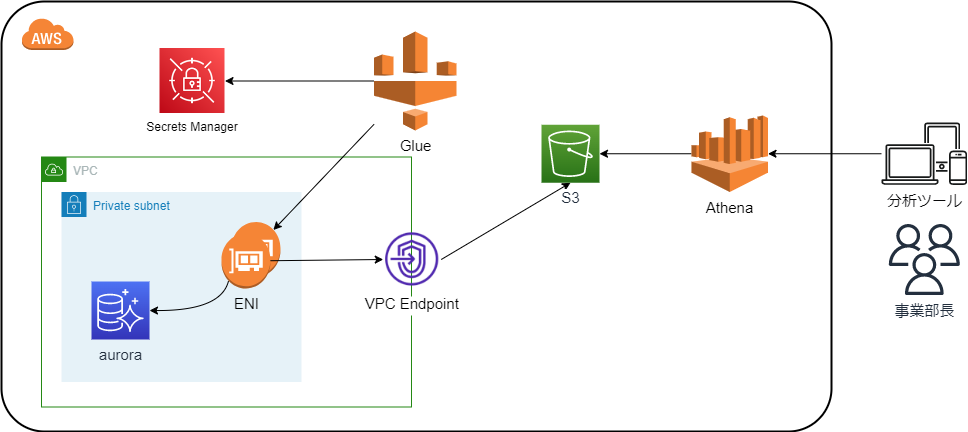 AWS
Secrets Manager
Glue
VPC
Private subnet
S3
Athena
分析ツール
ENI
VPC Endpoint
aurora
事業部長